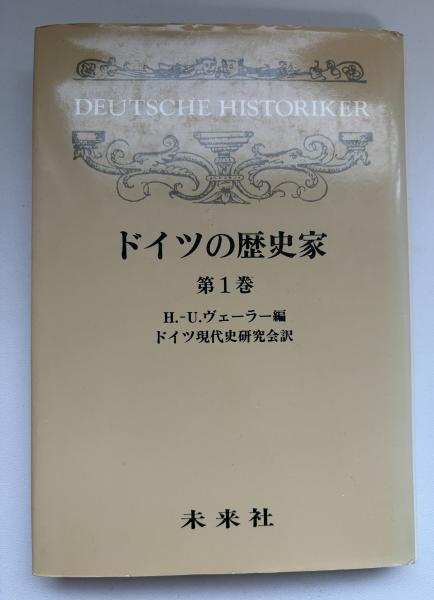 DEUTSCHE HISTORIKER
ドイツの歴史家
第1巻
H.-U.ヴェーラー編
ドイツ現代史研究会訳
未来社